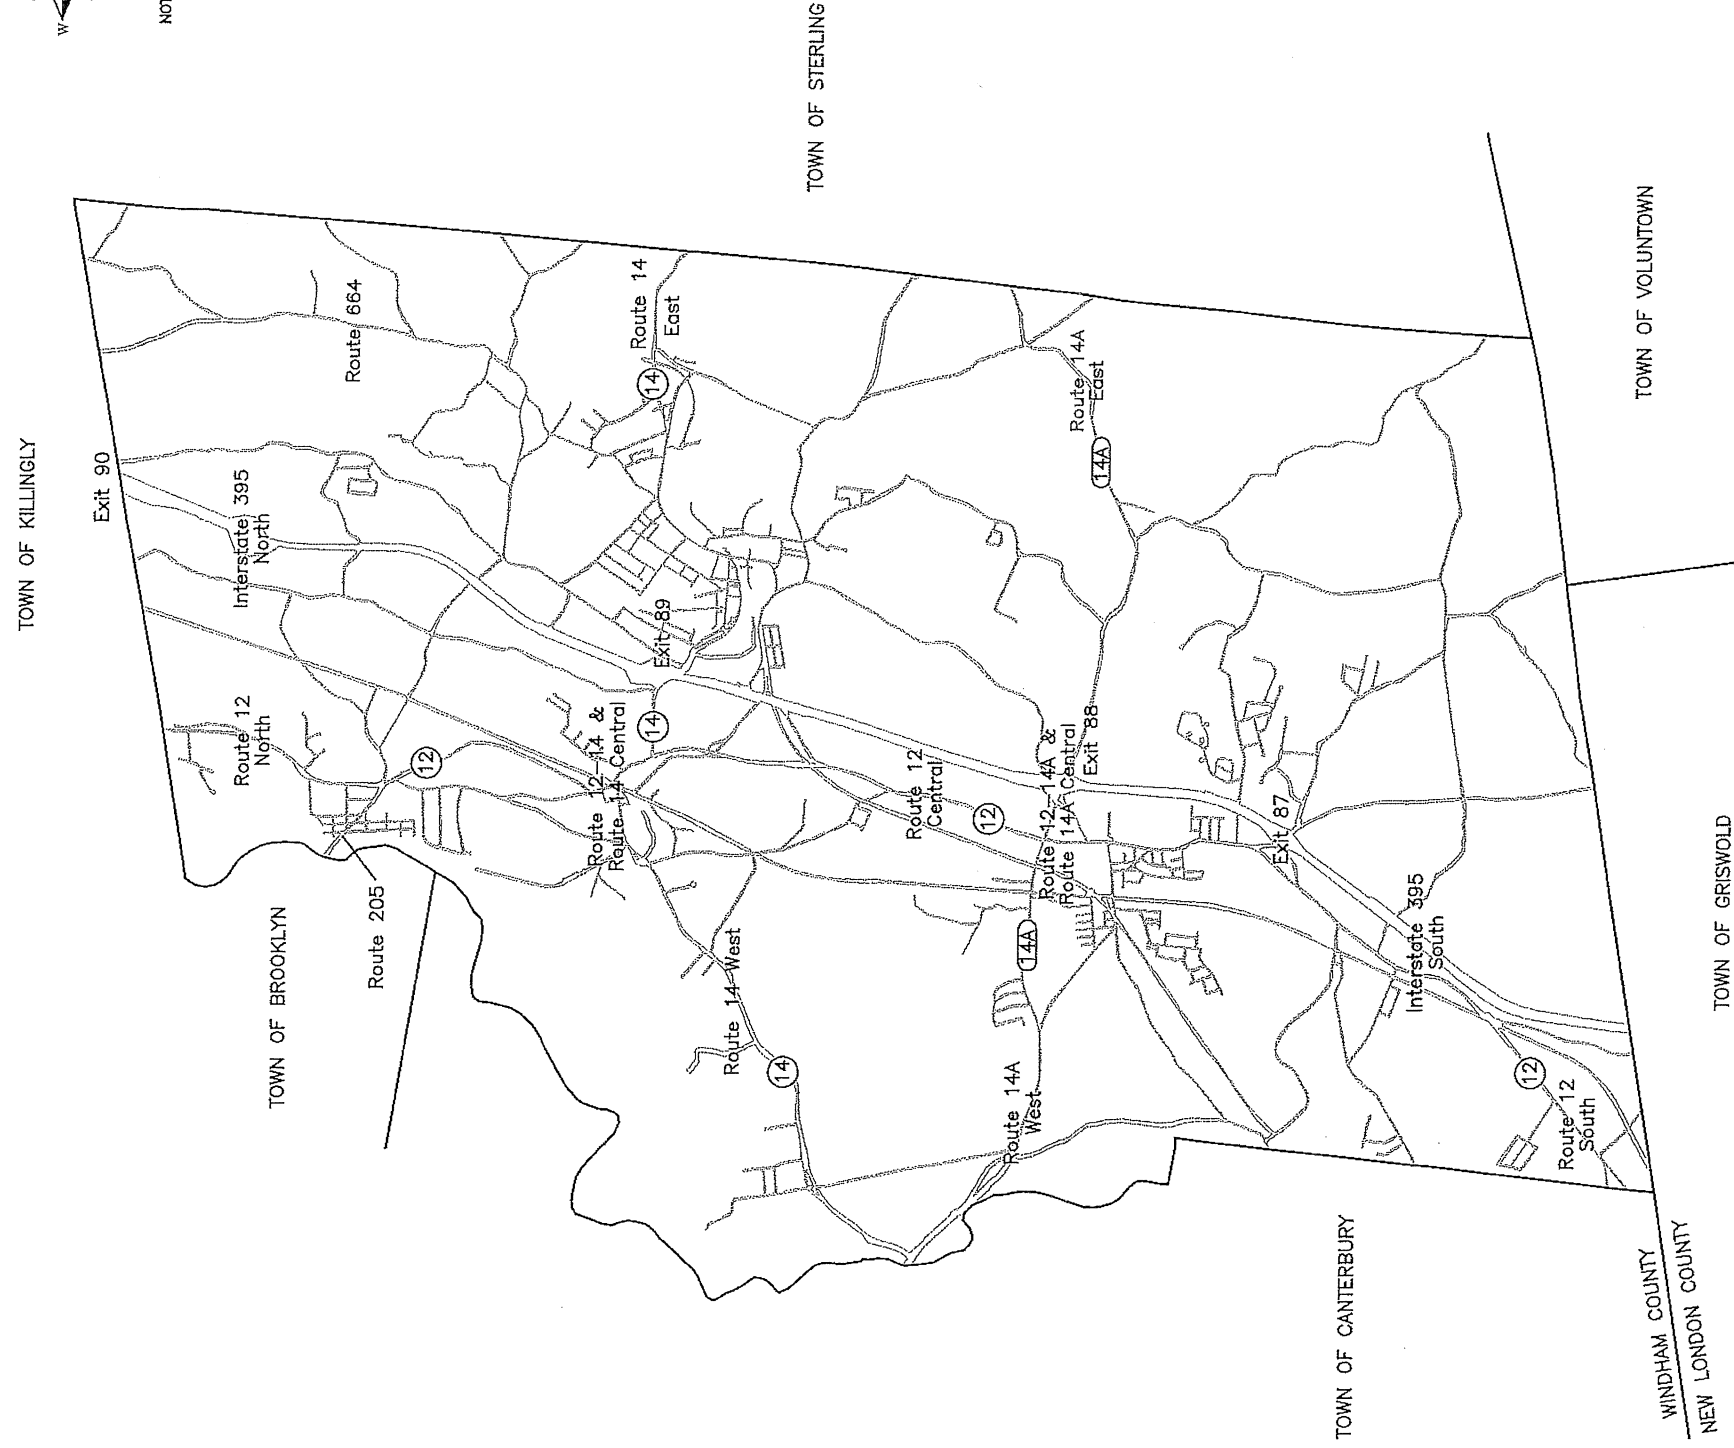 W
NOT
TOWN OF KILLINGLY
TOWN OF STERLING
TOWN OF VOLUNTOWN
TOWN OF GRISWOLD
TOWN OF BROOKLYN
TOWN OF CANTERBURY
WINDHAM COUNTY
NEW LONDON COUNTY
Exit 90
Interstate 395
North
Route 664
Route 12
North
12
Route 205
Route 14
East
14
Exit 89
14
Route 12-14 &
Route 14 Central
Route 14 West
14
Route 12
Central
12
Route 14A
East
14A
Exit 88
Route 12-14A &
Route 14A Central
14A
Route 14A
West
Exit 87
Interstate 395
South
12
Route 12
South